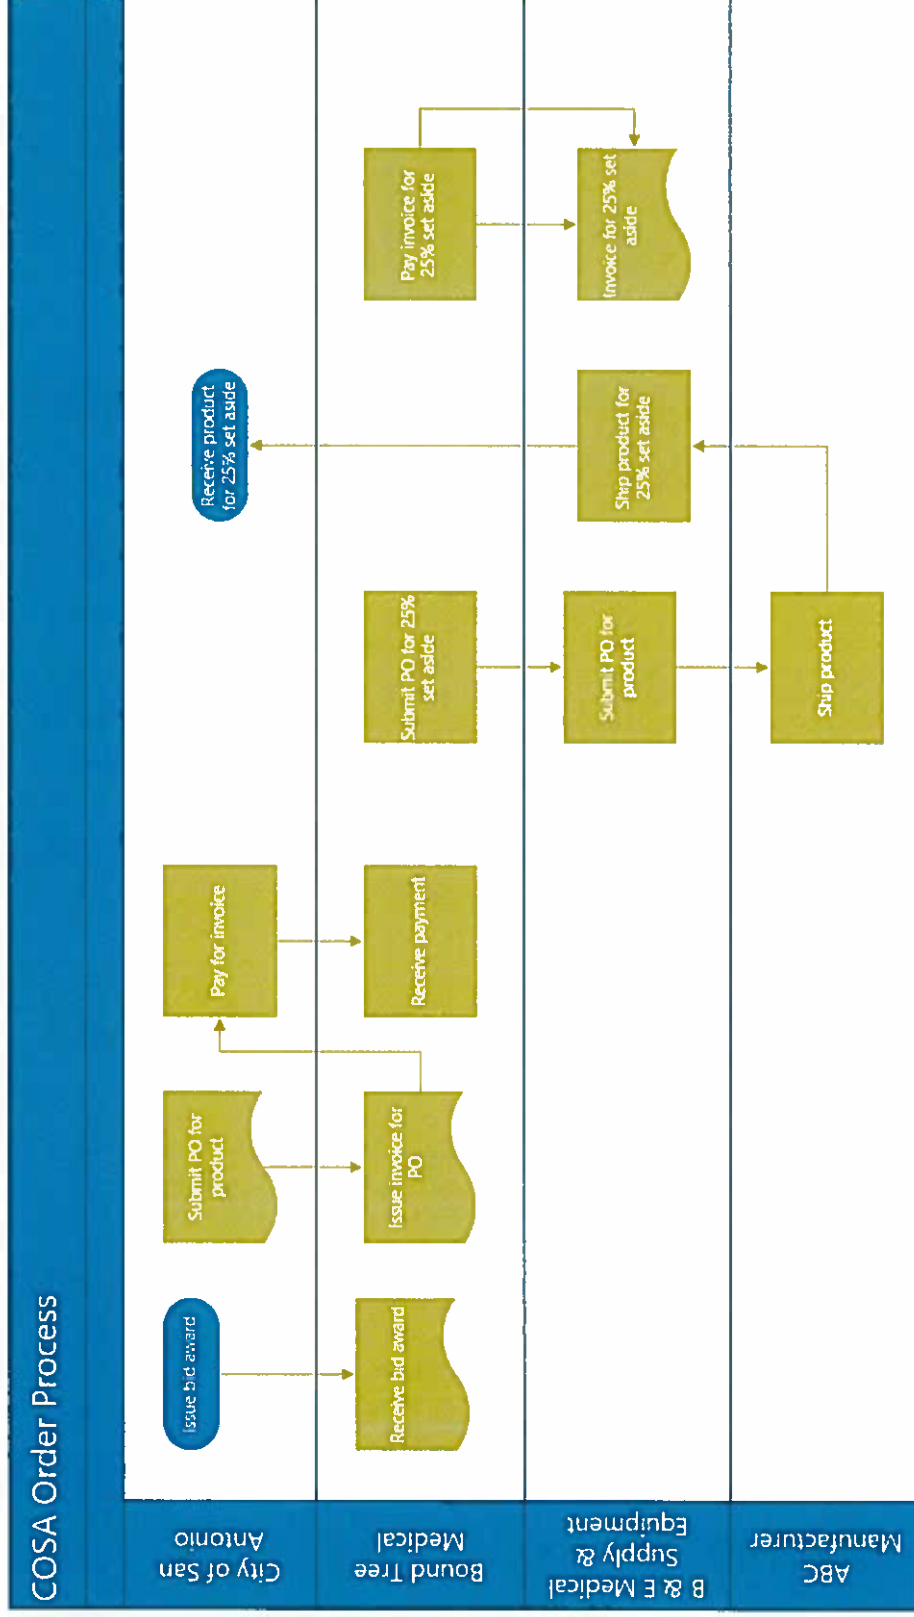 COSA Order Process
City of San
Antonio
Issue bid award
Submit PO for
product
Pay for invoice
Receive product
for 25% set aside
Bound Tree
Medical
Receive bid award
Issue invoice for
PO
Receive payment
Submit PO for 25%
set aside
Pay invoice for
25% set aside
B & E Medical
Supply &
Equipment
Submit PO for
product
Ship product for
25% set aside
Invoice for 25% set
aside
ABC
Manufacturer
Ship product